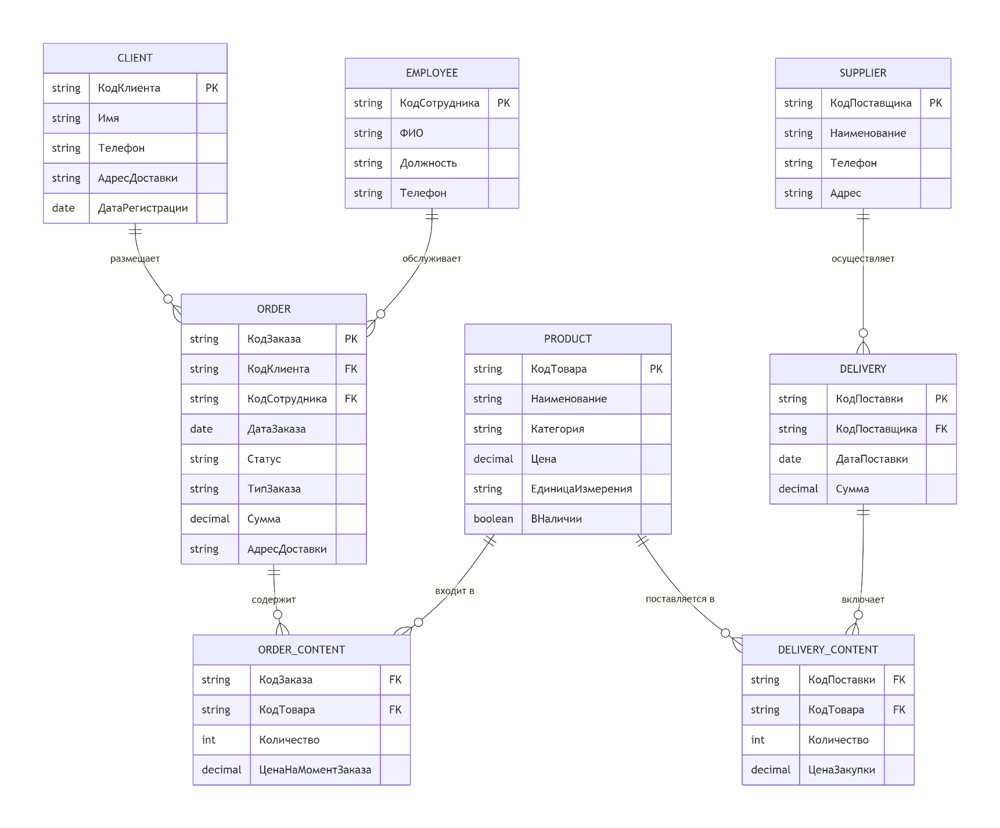 CLIENT
string КодКлиента PK
string Имя
string Телефон
string АдресДоставки
date ДатаРегистрации
EMPLOYEE
string КодСотрудника PK
string ФИО
string Должность
string Телефон
SUPPLIER
string КодПоставщика PK
string Наименование
string Телефон
string Адрес
размещает
обслуживает
осуществляет
ORDER
string КодЗаказа PK
string КодКлиента FK
string КодСотрудника FK
date ДатаЗаказа
string Статус
string ТипЗаказа
decimal Сумма
string АдресДоставки
PRODUCT
string КодТовара PK
string Наименование
string Категория
decimal Цена
string ЕдиницаИзмерения
boolean ВНаличии
DELIVERY
string КодПоставки PK
string КодПоставщика FK
date ДатаПоставки
decimal Сумма
содержит
входит в
поставляется в
включает
ORDER_CONTENT
string КодЗаказа FK
string КодТовара FK
int Количество
decimal ЦенаНаМоментЗаказа
DELIVERY_CONTENT
string КодПоставки FK
string КодТовара FK
int Количество
decimal ЦенаЗакупки